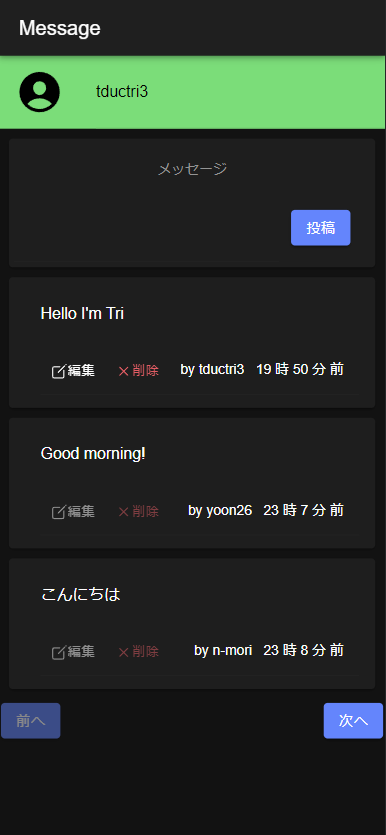 Message
tductri3
メッセージ
投稿
Hello I'm Tri
編集 削除 by tductri3 19 時 50 分 前
Good morning!
編集 削除 by yoon26 23 時 7 分 前
こんにちは
編集 削除 by n-mori 23 時 8 分 前
前へ 次へ